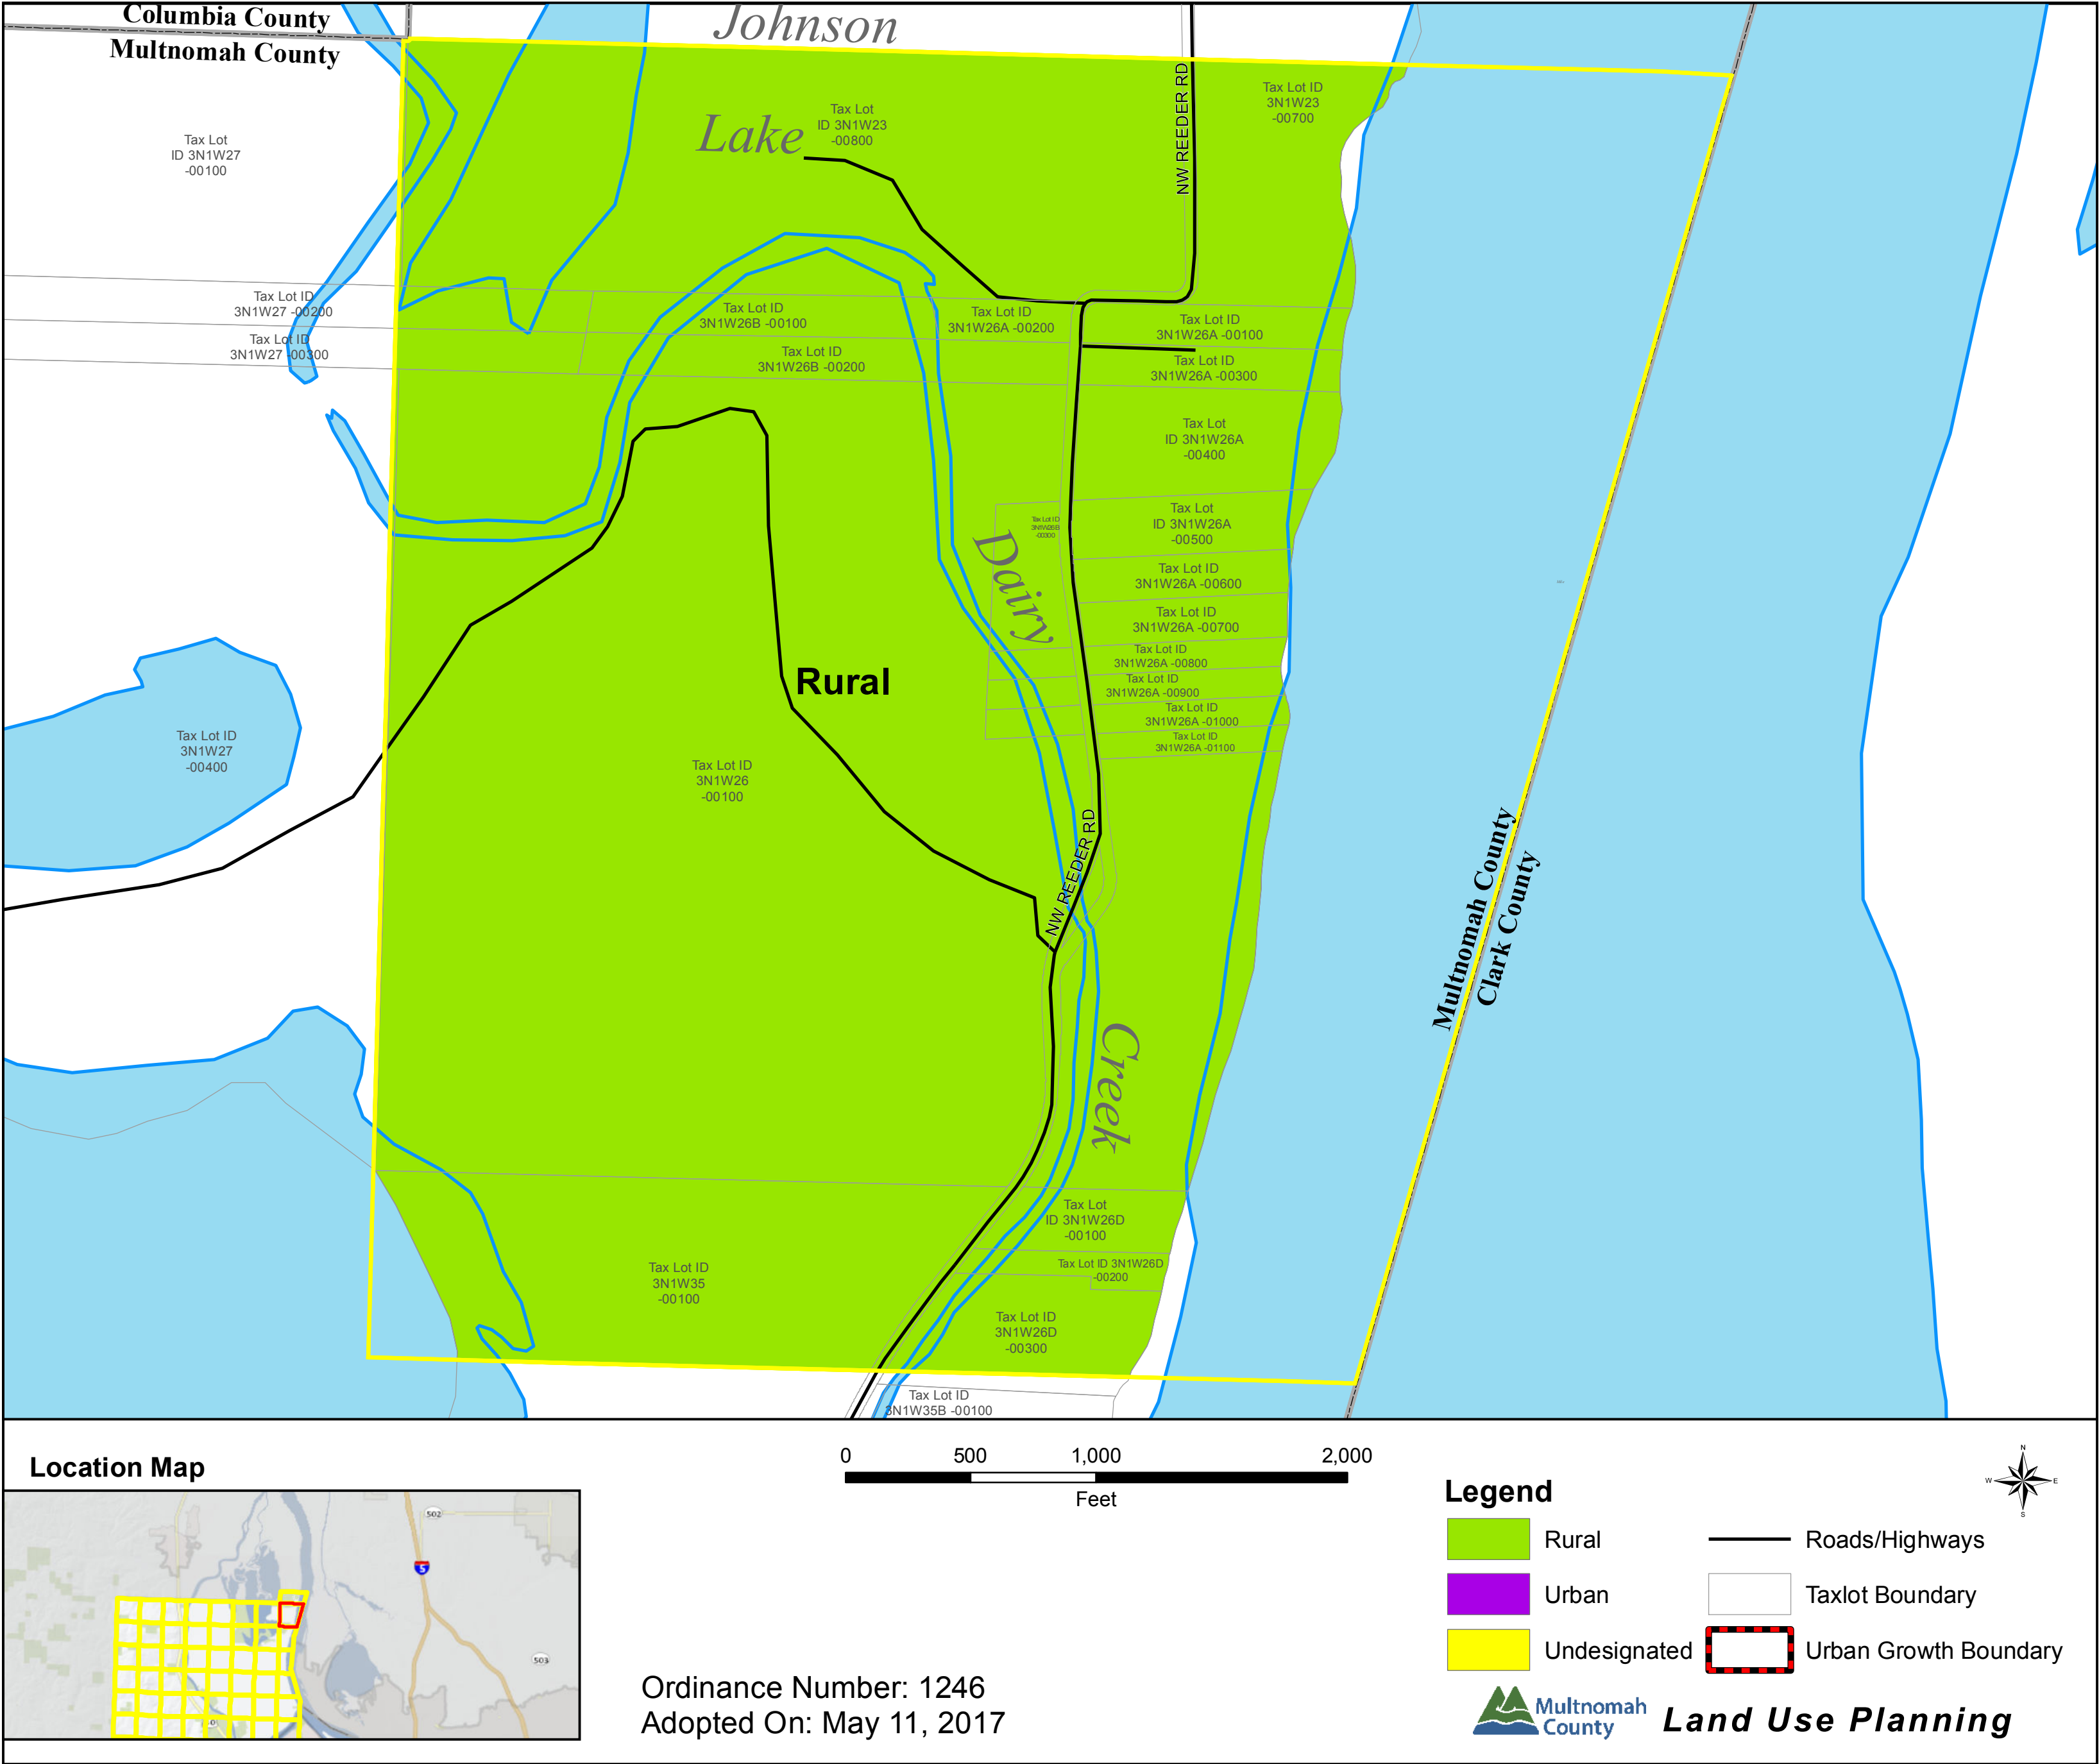 Columbia County
Multnomah County
Johnson
Lake
Tax Lot
ID 3N1W23
-00800
NW REEDER RD
Tax Lot ID
3N1W23
-00700
Tax Lot
ID 3N1W27
-00100
Tax Lot ID
3N1W27 -00200
Tax Lot ID
3N1W27 -00300
Tax Lot ID
3N1W26B -00100
Tax Lot ID
3N1W26A -00200
Tax Lot ID
3N1W26A -00100
Tax Lot ID
3N1W26B -00200
Tax Lot ID
3N1W26A -00300
Tax Lot
ID 3N1W26A
-00400
Tax Lot
ID 3N1W26A
-00500
Tax Lot ID
3N1W26B
-00300
Dairy
Tax Lot ID
3N1W26A -00600
Tax Lot ID
3N1W26A -00700
Tax Lot ID
3N1W26A -00800
Tax Lot ID
3N1W26A -00900
Tax Lot ID
3N1W26A -01000
Tax Lot ID
3N1W26A -01100
Rural
Tax Lot ID
3N1W27
-00400
Tax Lot ID
3N1W26
-00100
NW REEDER RD
Multnomah County
Clark County
Creek
Tax Lot
ID 3N1W26D
-00100
Tax Lot ID 3N1W26D
-00200
Tax Lot ID
3N1W35
-00100
Tax Lot ID
3N1W26D
-00300
Tax Lot ID
3N1W35B -00100
Location Map
502
5
503
0 500 1,000 2,000
Feet
Ordinance Number: 1246
Adopted On: May 11, 2017
N
W E
S
Legend
Rural
Urban
Undesignated
Roads/Highways
Taxlot Boundary
Urban Growth Boundary
Multnomah
County
Land Use Planning